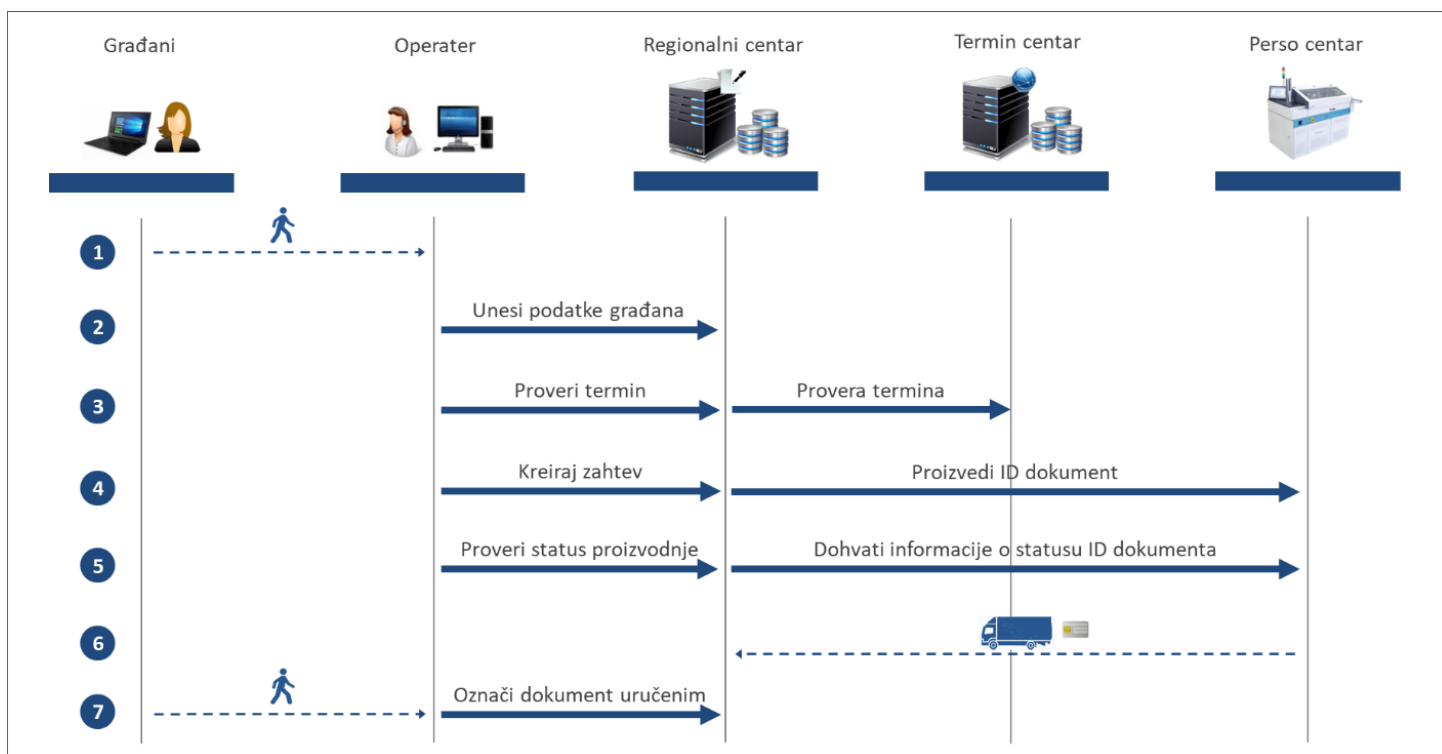 Građani
Operater
Regionalni centar
Termin centar
Perso centar
1
2
Unesi podatke građana
3
Proveri termin
Provera termina
4
Kreiraj zahtev
Proizvedi ID dokument
5
Proveri status proizvodnje
Dohvati informacije o statusu ID dokumenta
6
7
Označi dokument uručenim